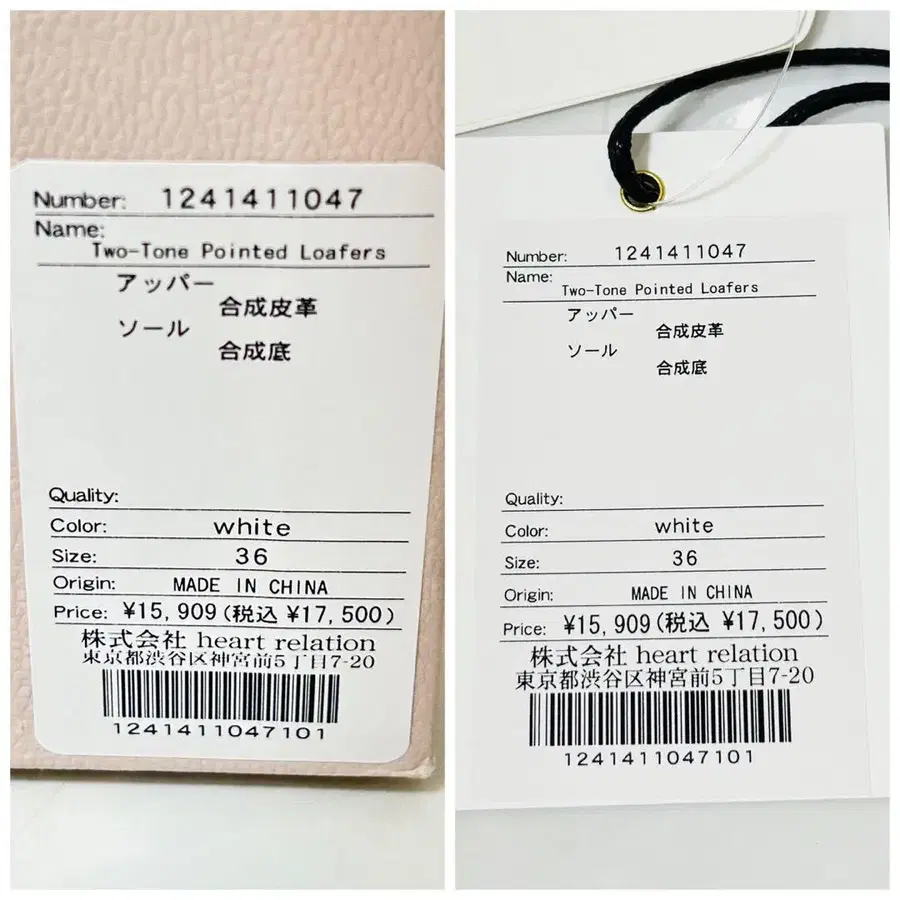 Number: 1241411047
Name:
Two-Tone Pointed Loafers
アッパー
合成皮革
ソール
合成底
Quality:
Color: white
Size: 36
Origin: MADE IN CHINA
Price: ¥15,909(税込 ¥17,500)
株式会社 heart relation
東京都渋谷区神宮前5丁目7-20
1241411047101
Number: 1241411047
Name:
Two-Tone Pointed Loafers
アッパー
合成皮革
ソール
合成底
Quality:
Color: white
Size: 36
Origin: MADE IN CHINA
Price: ¥15,909(税込 ¥17,500)
株式会社 heart relation
東京都渋谷区神宮前5丁目7-20
1241411047101